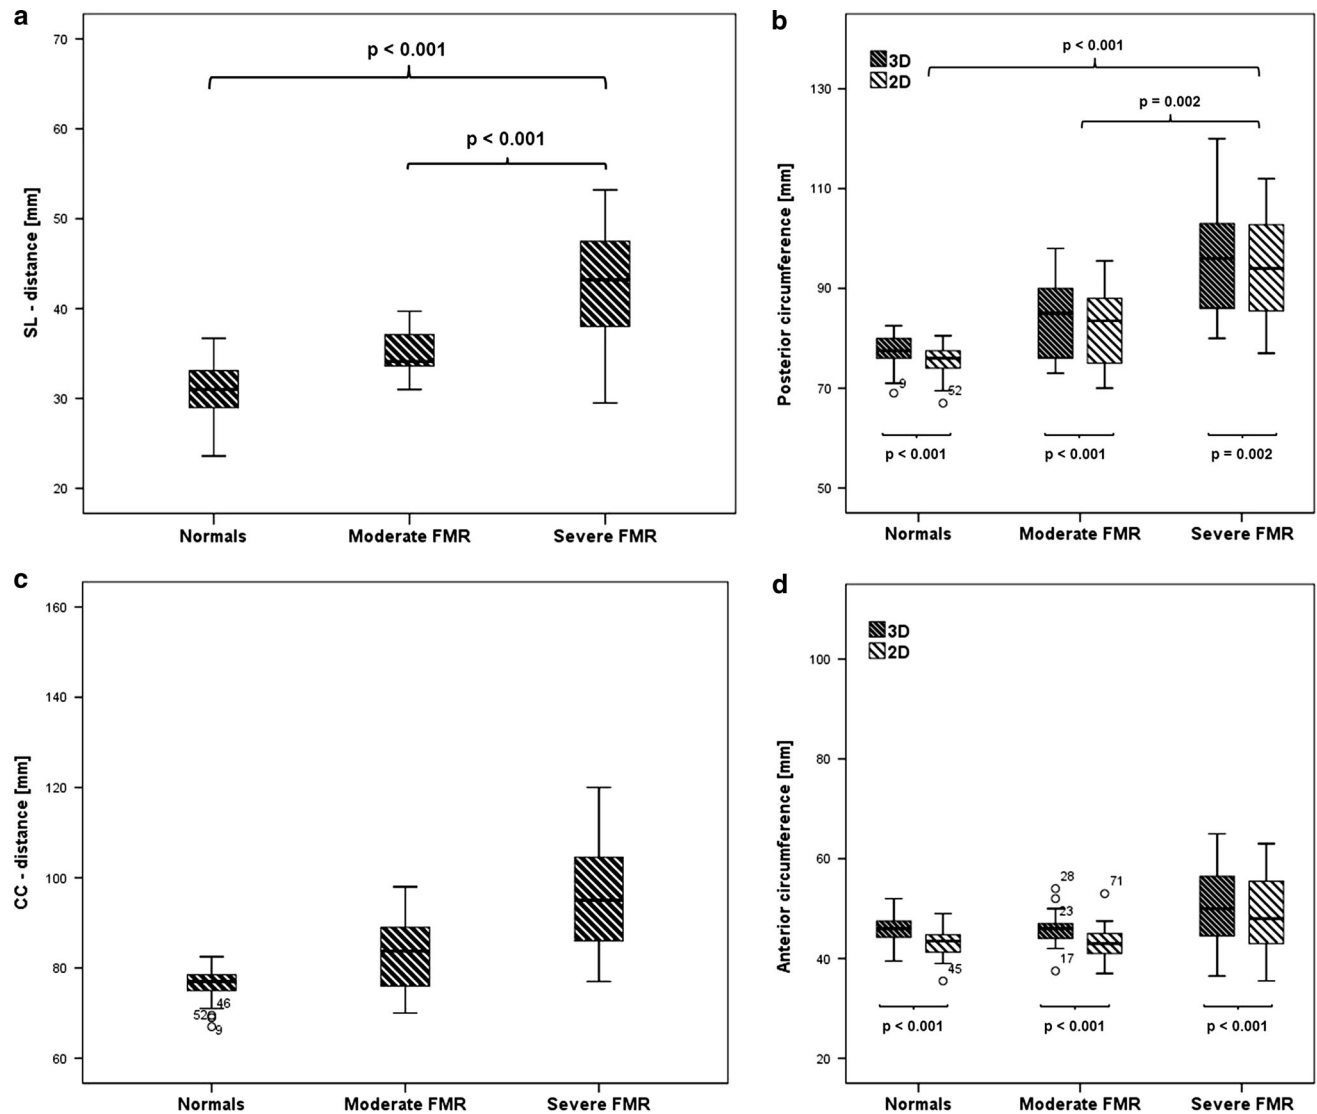 a
70
60
50
40
30
20
SL - distance [mm]
p < 0.001
p < 0.001
Normals
Moderate FMR
Severe FMR
b
3D
2D
130
110
90
70
50
Posterior circumference [mm]
p < 0.001
p = 0.002
9
52
p < 0.001
p < 0.001
p = 0.002
Normals
Moderate FMR
Severe FMR
c
160
140
120
100
80
60
CC - distance [mm]
46
52
9
Normals
Moderate FMR
Severe FMR
d
3D
2D
100
80
60
40
20
Anterior circumference [mm]
28
71
23
17
45
p < 0.001
p < 0.001
p < 0.001
Normals
Moderate FMR
Severe FMR